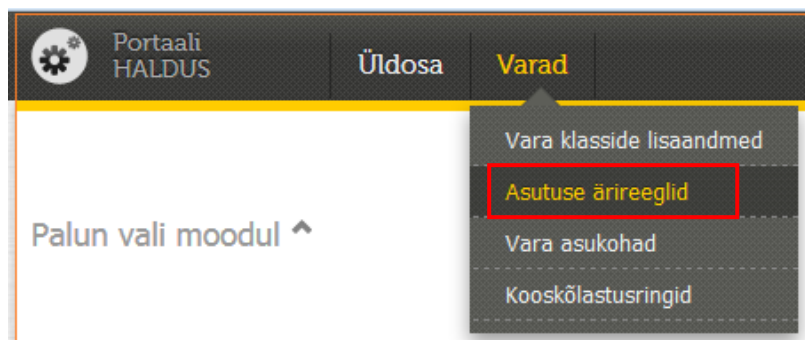 Portaali
HALDUS
Üldosa
Varad
Vara klasside lisaandmed
Asutuse ärireeglid
Vara asukohad
Kooskõlastusringid
Palun vali moodul